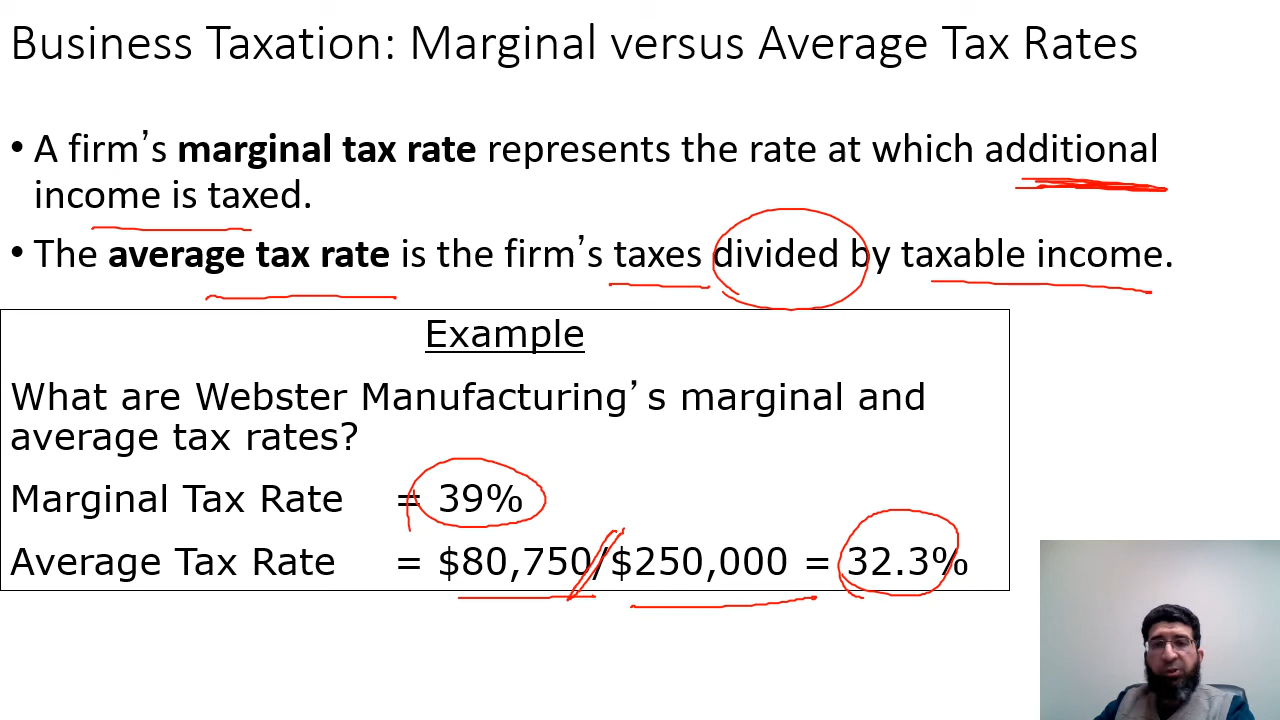 Business Taxation: Marginal versus Average Tax Rates
• A firm’s marginal tax rate represents the rate at which additional
income is taxed.
• The average tax rate is the firm’s taxes divided by taxable income.
Example
What are Webster Manufacturing’s marginal and
average tax rates?
Marginal Tax Rate = 39%
Average Tax Rate = $80,750/$250,000 = 32.3%